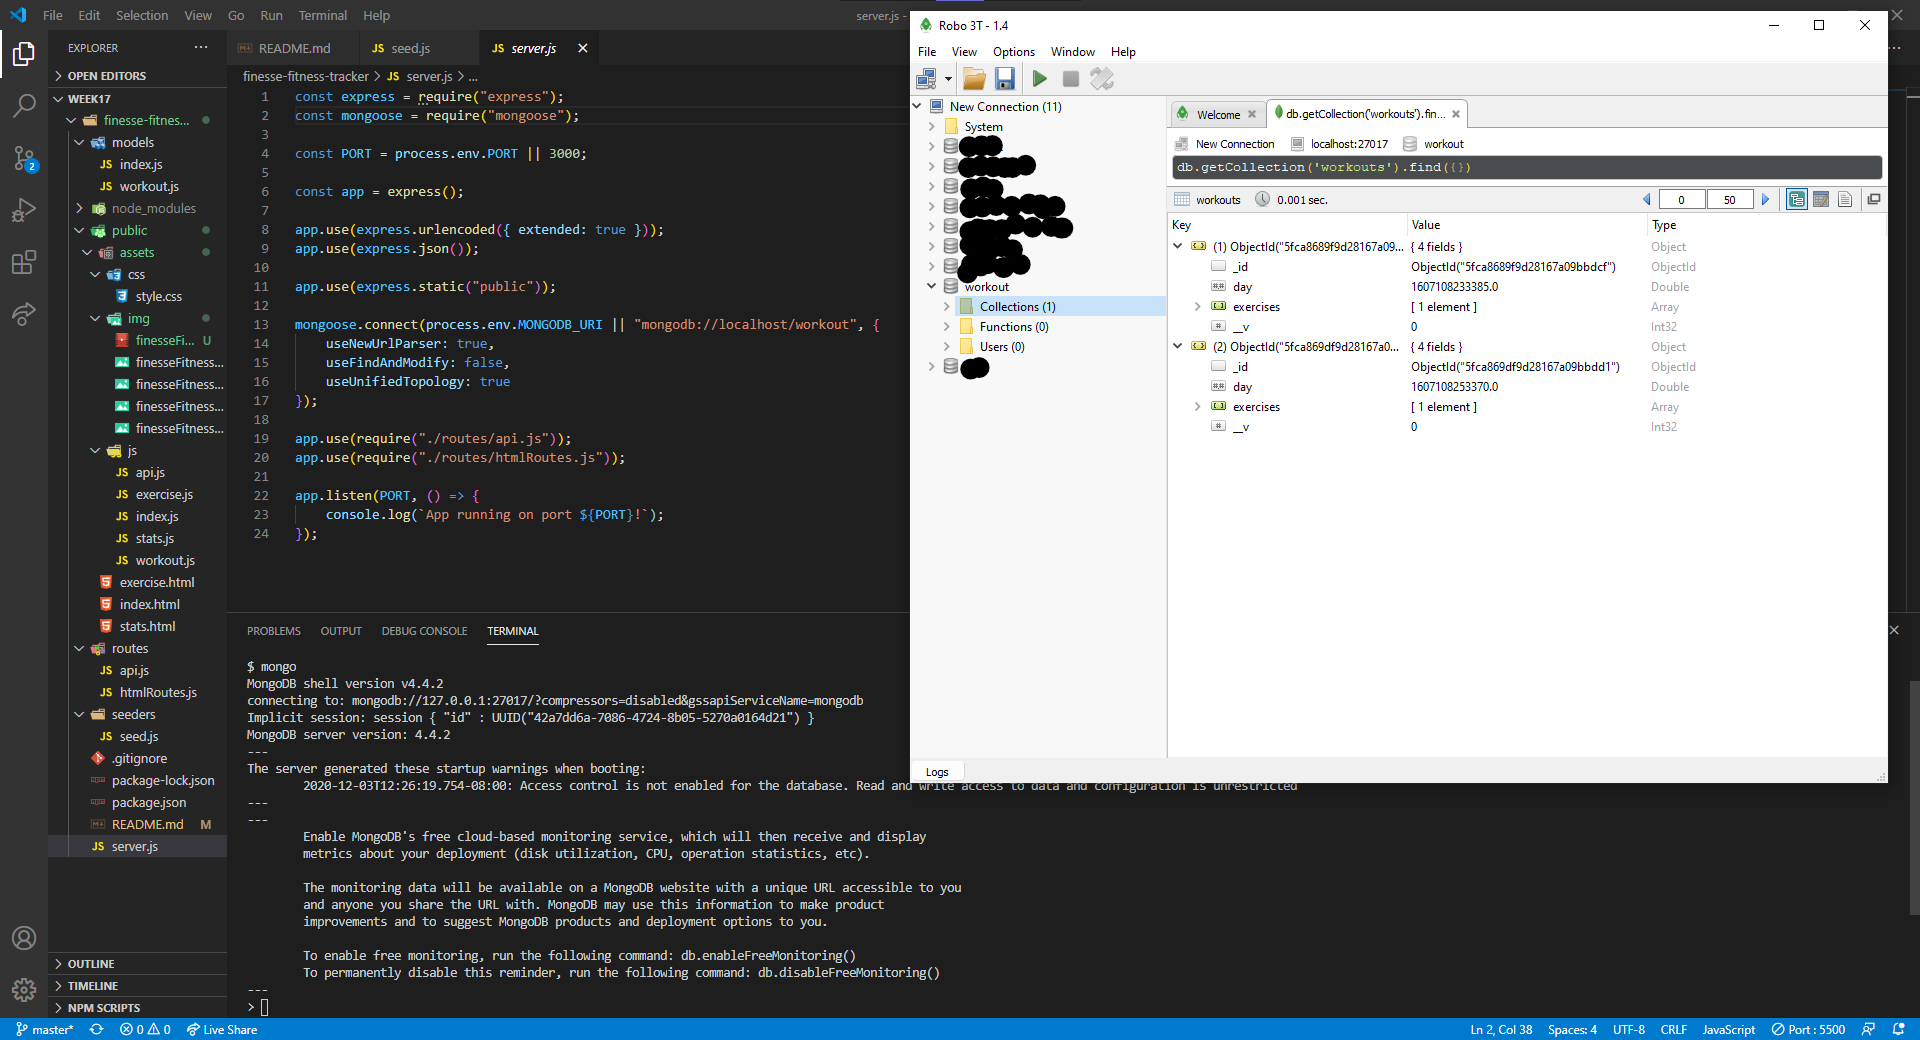 File Edit Selection View Go Run Terminal Help
server.js -
EXPLORER ...
OPEN EDITORS
WEEK17
finesse-fitnes...
models
JS index.js
JS workout.js
node_modules
public
assets
css
style.css
img
finesseFi... U
finesseFitness...
finesseFitness...
finesseFitness...
finesseFitness...
js
JS api.js
JS exercise.js
JS index.js
JS stats.js
JS workout.js
exercise.html
index.html
stats.html
routes
JS api.js
JS htmlRoutes.js
seeders
JS seed.js
.gitignore
package-lock.json
package.json
README.md M
JS server.js
OUTLINE
TIMELINE
NPM SCRIPTS
2
README.md JS seed.js JS server.js
finesse-fitness-tracker > JS server.js > ...
1 const express = require("express");
2 const mongoose = require("mongoose");
3
4 const PORT = process.env.PORT || 3000;
5
6 const app = express();
7
8 app.use(express.urlencoded({ extended: true }));
9 app.use(express.json());
10
11 app.use(express.static("public"));
12
13 mongoose.connect(process.env.MONGODB_URI || "mongodb://localhost/workout", {
14 useNewUrlParser: true,
15 useFindAndModify: false,
16 useUnifiedTopology: true
17 });
18
19 app.use(require("./routes/api.js"));
20 app.use(require("./routes/htmlRoutes.js"));
21
22 app.listen(PORT, () => {
23 console.log(`App running on port ${PORT}!`);
24 });
PROBLEMS OUTPUT DEBUG CONSOLE TERMINAL
$ mongo
MongoDB shell version v4.4.2
connecting to: mongodb://127.0.0.1:27017/?compressors=disabled&gssapiServiceName=mongodb
Implicit session: session { "id" : UUID("42a7dd6a-7086-4724-8b05-5270a0164d21") }
MongoDB server version: 4.4.2
---
The server generated these startup warnings when booting:
2020-12-03T12:26:19.754-08:00: Access control is not enabled for the database. Read and write access to data and configuration is unrestricted
---
---
Enable MongoDB's free cloud-based monitoring service, which will then receive and display
metrics about your deployment (disk utilization, CPU, operation statistics, etc).
The monitoring data will be available on a MongoDB website with a unique URL accessible to you
and anyone you share the URL with. MongoDB may use this information to make product
improvements and to suggest MongoDB products and deployment options to you.
To enable free monitoring, run the following command: db.enableFreeMonitoring()
To permanently disable this reminder, run the following command: db.disableFreeMonitoring()
---
>
Robo 3T - 1.4
File View Options Window Help
New Connection (11)
System
workout
Collections (1)
Functions (0)
Users (0)
Logs
Welcome db.getCollection('workouts').fin...
New Connection localhost:27017 workout
db.getCollection('workouts').find({})
workouts 0.001 sec. 0 50
Key Value Type
(1) ObjectId("5fca8689f9d28167a09... { 4 fields } Object
_id ObjectId("5fca8689f9d28167a09bbdcf") ObjectId
day 1607108233385.0 Double
exercises [ 1 element ] Array
__v 0 Int32
(2) ObjectId("5fca869df9d28167a0... { 4 fields } Object
_id ObjectId("5fca869df9d28167a09bbdd1") ObjectId
day 1607108253370.0 Double
exercises [ 1 element ] Array
__v 0 Int32
master* 0 0 Live Share Ln 2, Col 38 Spaces: 4 UTF-8 CRLF JavaScript Port : 5500